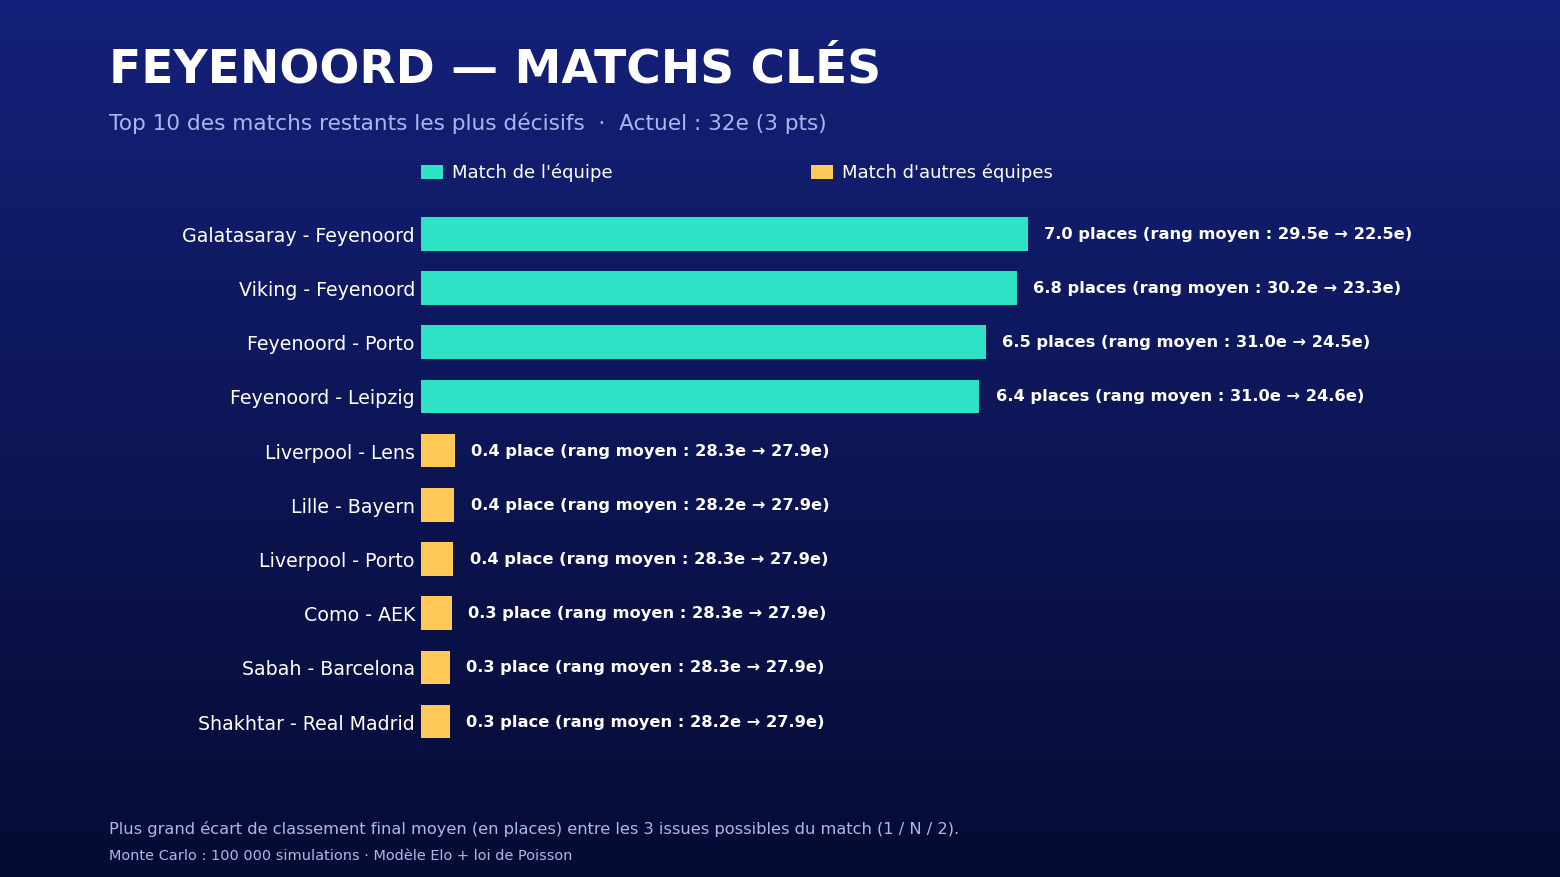 FEYENOORD — MATCHS CLÉS
Top 10 des matchs restants les plus décisifs · Actuel : 32e (3 pts)
Match de l'équipe
Match d'autres équipes
Galatasaray - Feyenoord 7.0 places (rang moyen : 29.5e → 22.5e)
Viking - Feyenoord 6.8 places (rang moyen : 30.2e → 23.3e)
Feyenoord - Porto 6.5 places (rang moyen : 31.0e → 24.5e)
Feyenoord - Leipzig 6.4 places (rang moyen : 31.0e → 24.6e)
Liverpool - Lens 0.4 place (rang moyen : 28.3e → 27.9e)
Lille - Bayern 0.4 place (rang moyen : 28.2e → 27.9e)
Liverpool - Porto 0.4 place (rang moyen : 28.3e → 27.9e)
Como - AEK 0.3 place (rang moyen : 28.3e → 27.9e)
Sabah - Barcelona 0.3 place (rang moyen : 28.3e → 27.9e)
Shakhtar - Real Madrid 0.3 place (rang moyen : 28.2e → 27.9e)
Plus grand écart de classement final moyen (en places) entre les 3 issues possibles du match (1 / N / 2).
Monte Carlo : 100 000 simulations · Modèle Elo + loi de Poisson